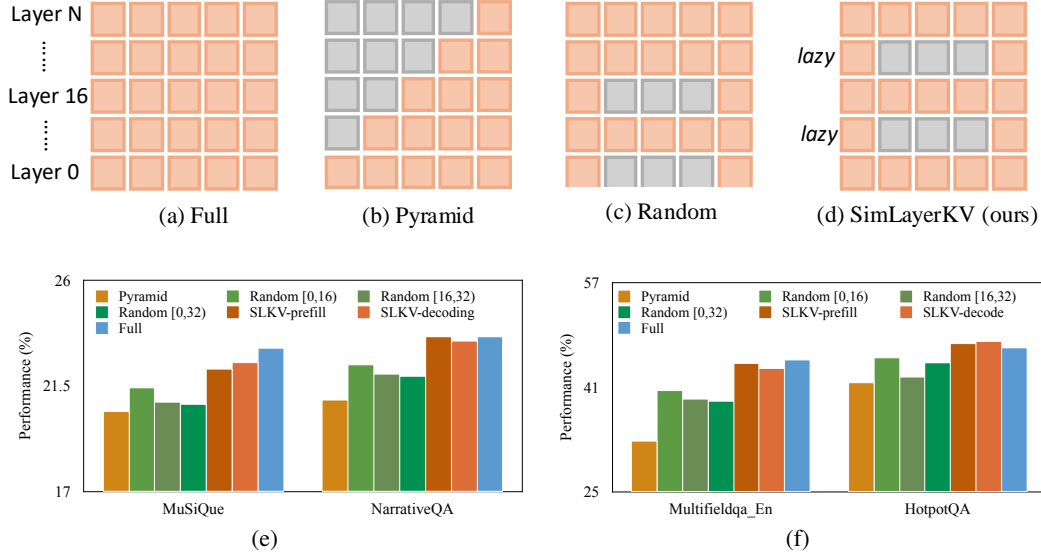 Layer N
......
Layer 16
......
Layer 0
lazy
lazy
(a) Full
(b) Pyramid
(c) Random
(d) SimLayerKV (ours)
26
21.5
17
Performance (%)
Pyramid
Random [0,16)
Random [16,32)
Random [0,32)
SLKV-prefill
SLKV-decoding
Full
MuSiQue
NarrativeQA
(e)
57
41
25
Performance (%)
Pyramid
Random [0,16)
Random [16,32)
Random [0,32)
SLKV-prefill
SLKV-decode
Full
Multifieldqa_En
HotpotQA
(f)